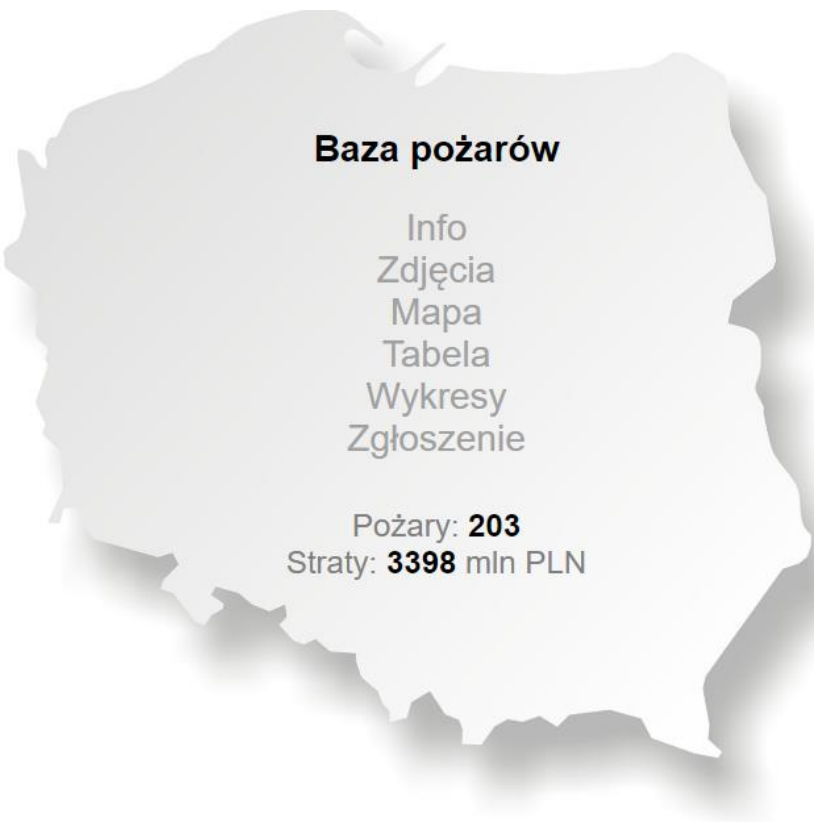 Baza pożarów
Info
Zdjęcia
Mapa
Tabela
Wykresy
Zgłoszenie
Pożary: 203
Straty: 3398 mln PLN